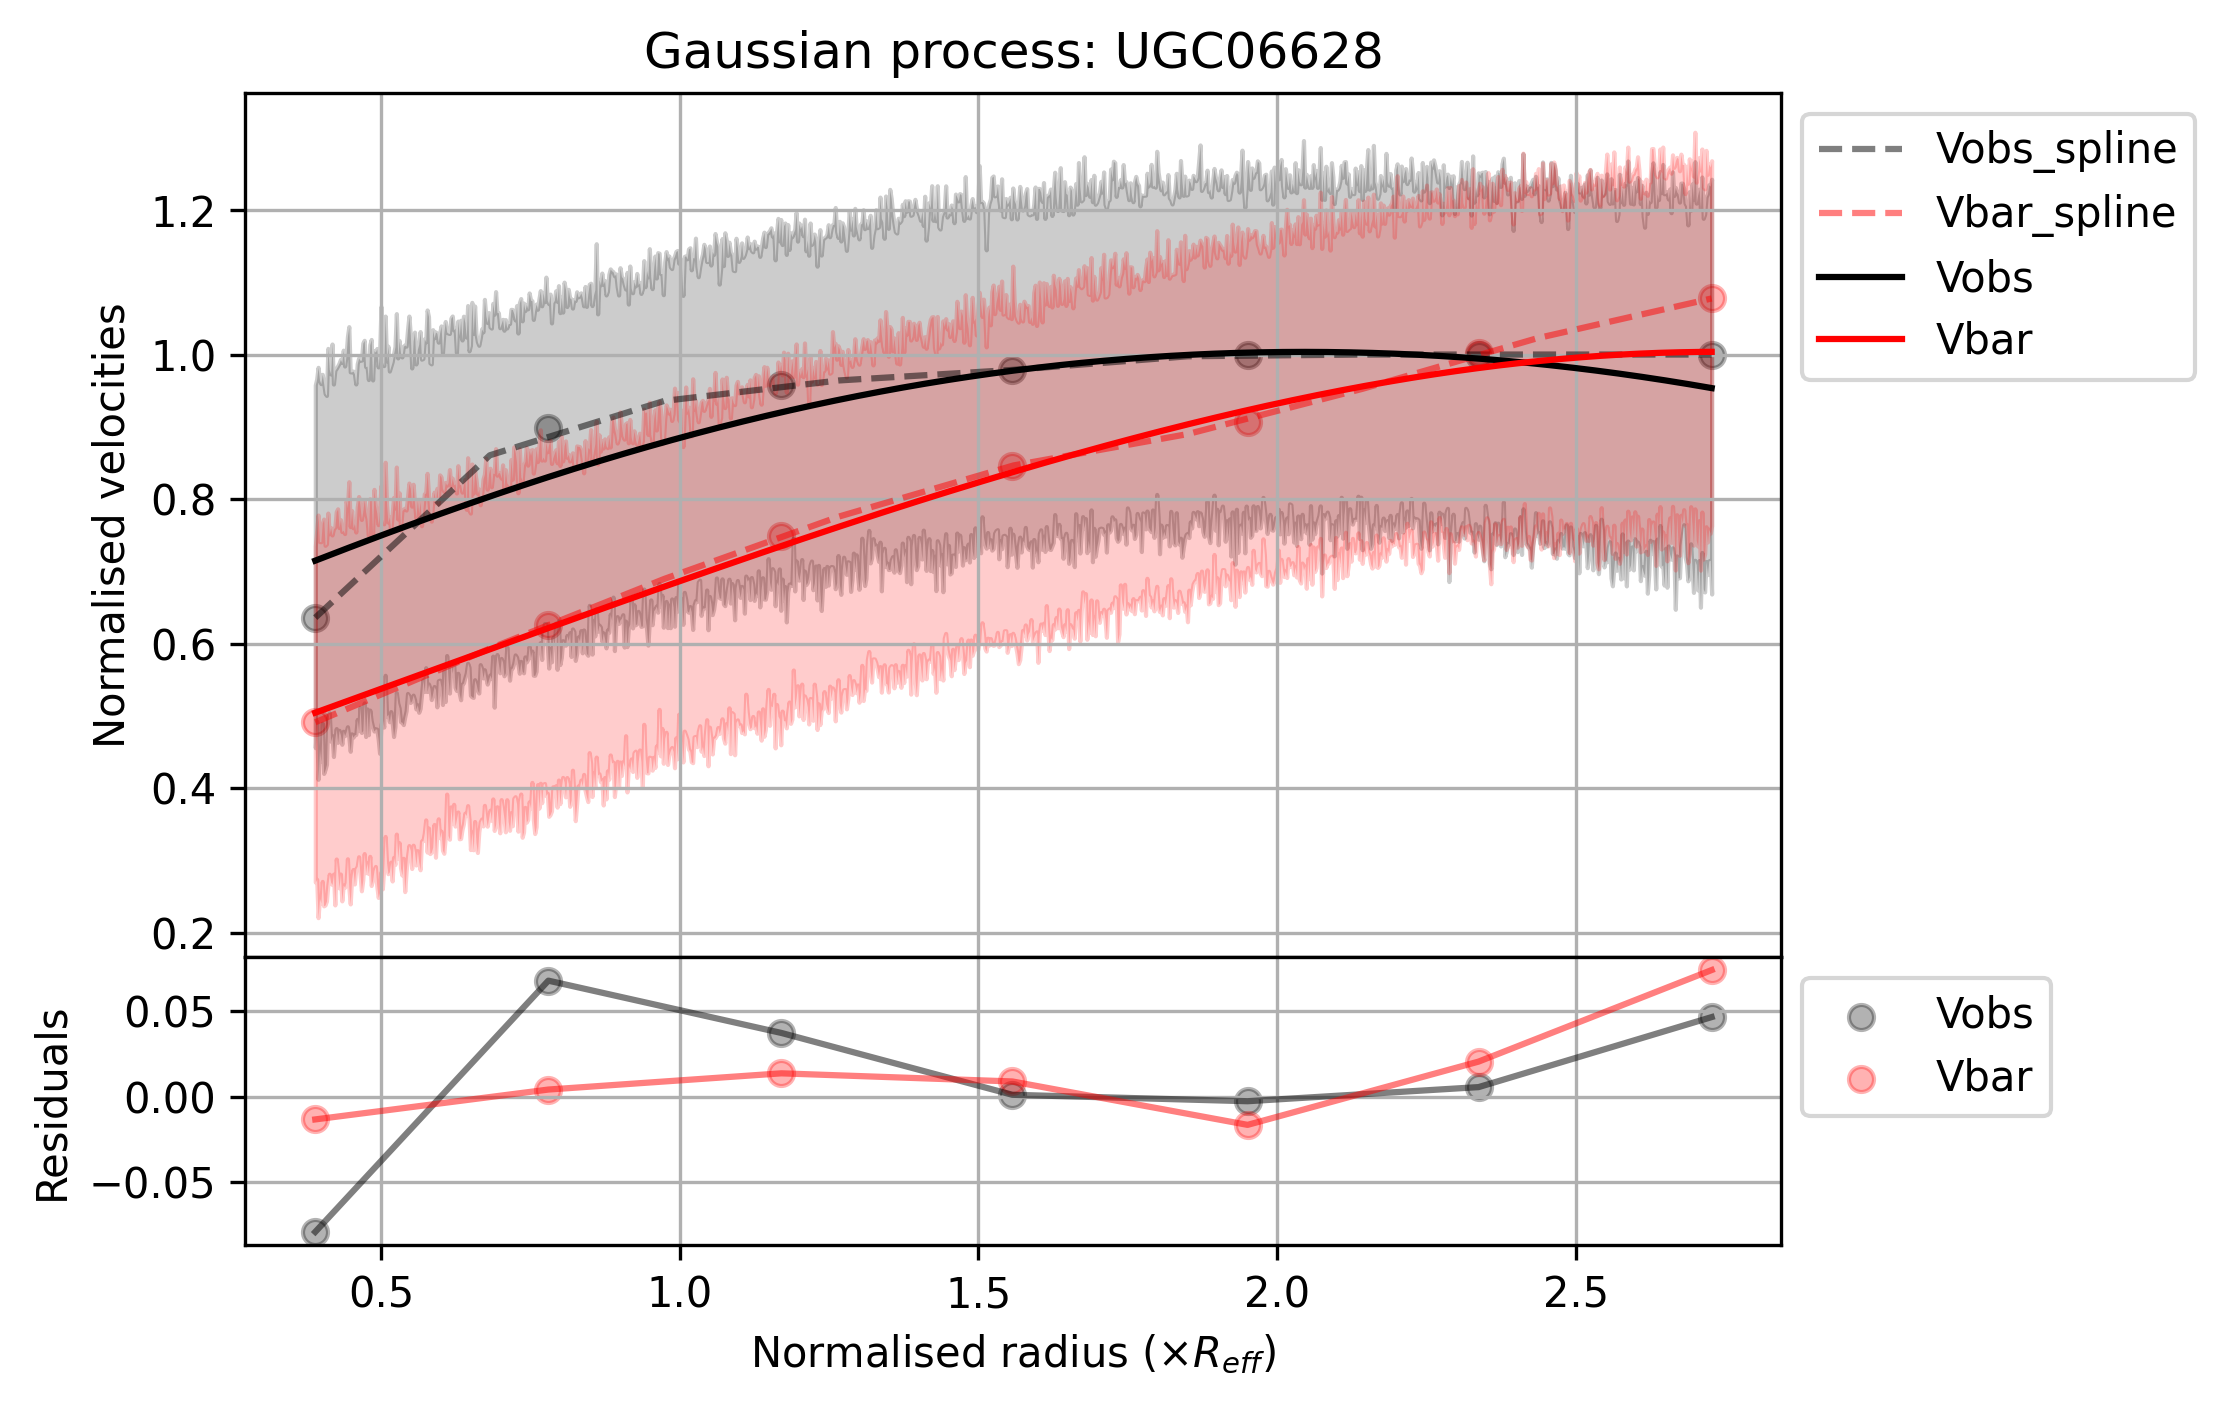 Gaussian process: UGC06628
Normalised velocities
1.2
1.0
0.8
0.6
0.4
0.2
Vobs_spline
Vbar_spline
Vobs
Vbar
Residuals
0.05
0.00
−0.05
Vobs
Vbar
0.5 1.0 1.5 2.0 2.5
Normalised radius (×R_eff)